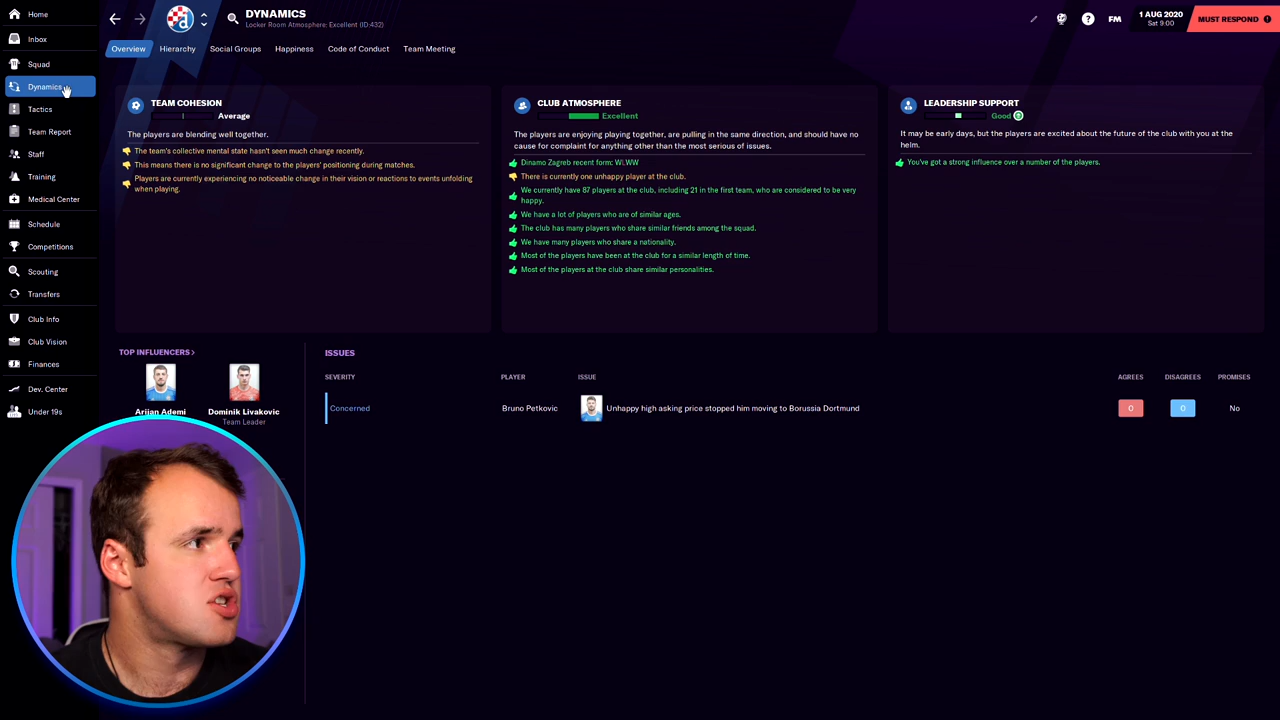 Home
Inbox
Squad
Dynamics
Tactics
Team Report
Staff
Training
Medical Center
Schedule
Competitions
Scouting
Transfers
Club Info
Club Vision
Finances
Dev. Center
Under 19s
DYNAMICS
Locker Room Atmosphere: Excellent (ID:432)
FM
1 AUG 2020
Sat 9:00
MUST RESPOND
Overview
Hierarchy
Social Groups
Happiness
Code of Conduct
Team Meeting
TEAM COHESION
Average
The players are blending well together.
The team's collective mental state hasn't seen much change recently.
This means there is no significant change to the players' positioning during matches.
Players are currently experiencing no noticeable change in their vision or reactions to events unfolding
when playing.
CLUB ATMOSPHERE
Excellent
The players are enjoying playing together, are pulling in the same direction, and should have no
cause for complaint for anything other than the most serious of issues.
Dinamo Zagreb recent form: WLWW
There is currently one unhappy player at the club.
We currently have 87 players at the club, including 21 in the first team, who are considered to be very
happy.
We have a lot of players who are of similar ages.
The club has many players who share similar friends among the squad.
We have many players who share a nationality.
Most of the players have been at the club for a similar length of time.
Most of the players at the club share similar personalities.
LEADERSHIP SUPPORT
Good
It may be early days, but the players are excited about the future of the club with you at the
helm.
You've got a strong influence over a number of the players.
TOP INFLUENCERS >
Arijan Ademi
Dominik Livakovic
Team Leader
ISSUES
SEVERITY PLAYER ISSUE AGREES DISAGREES PROMISES
Concerned Bruno Petkovic Unhappy high asking price stopped him moving to Borussia Dortmund 0 0 No